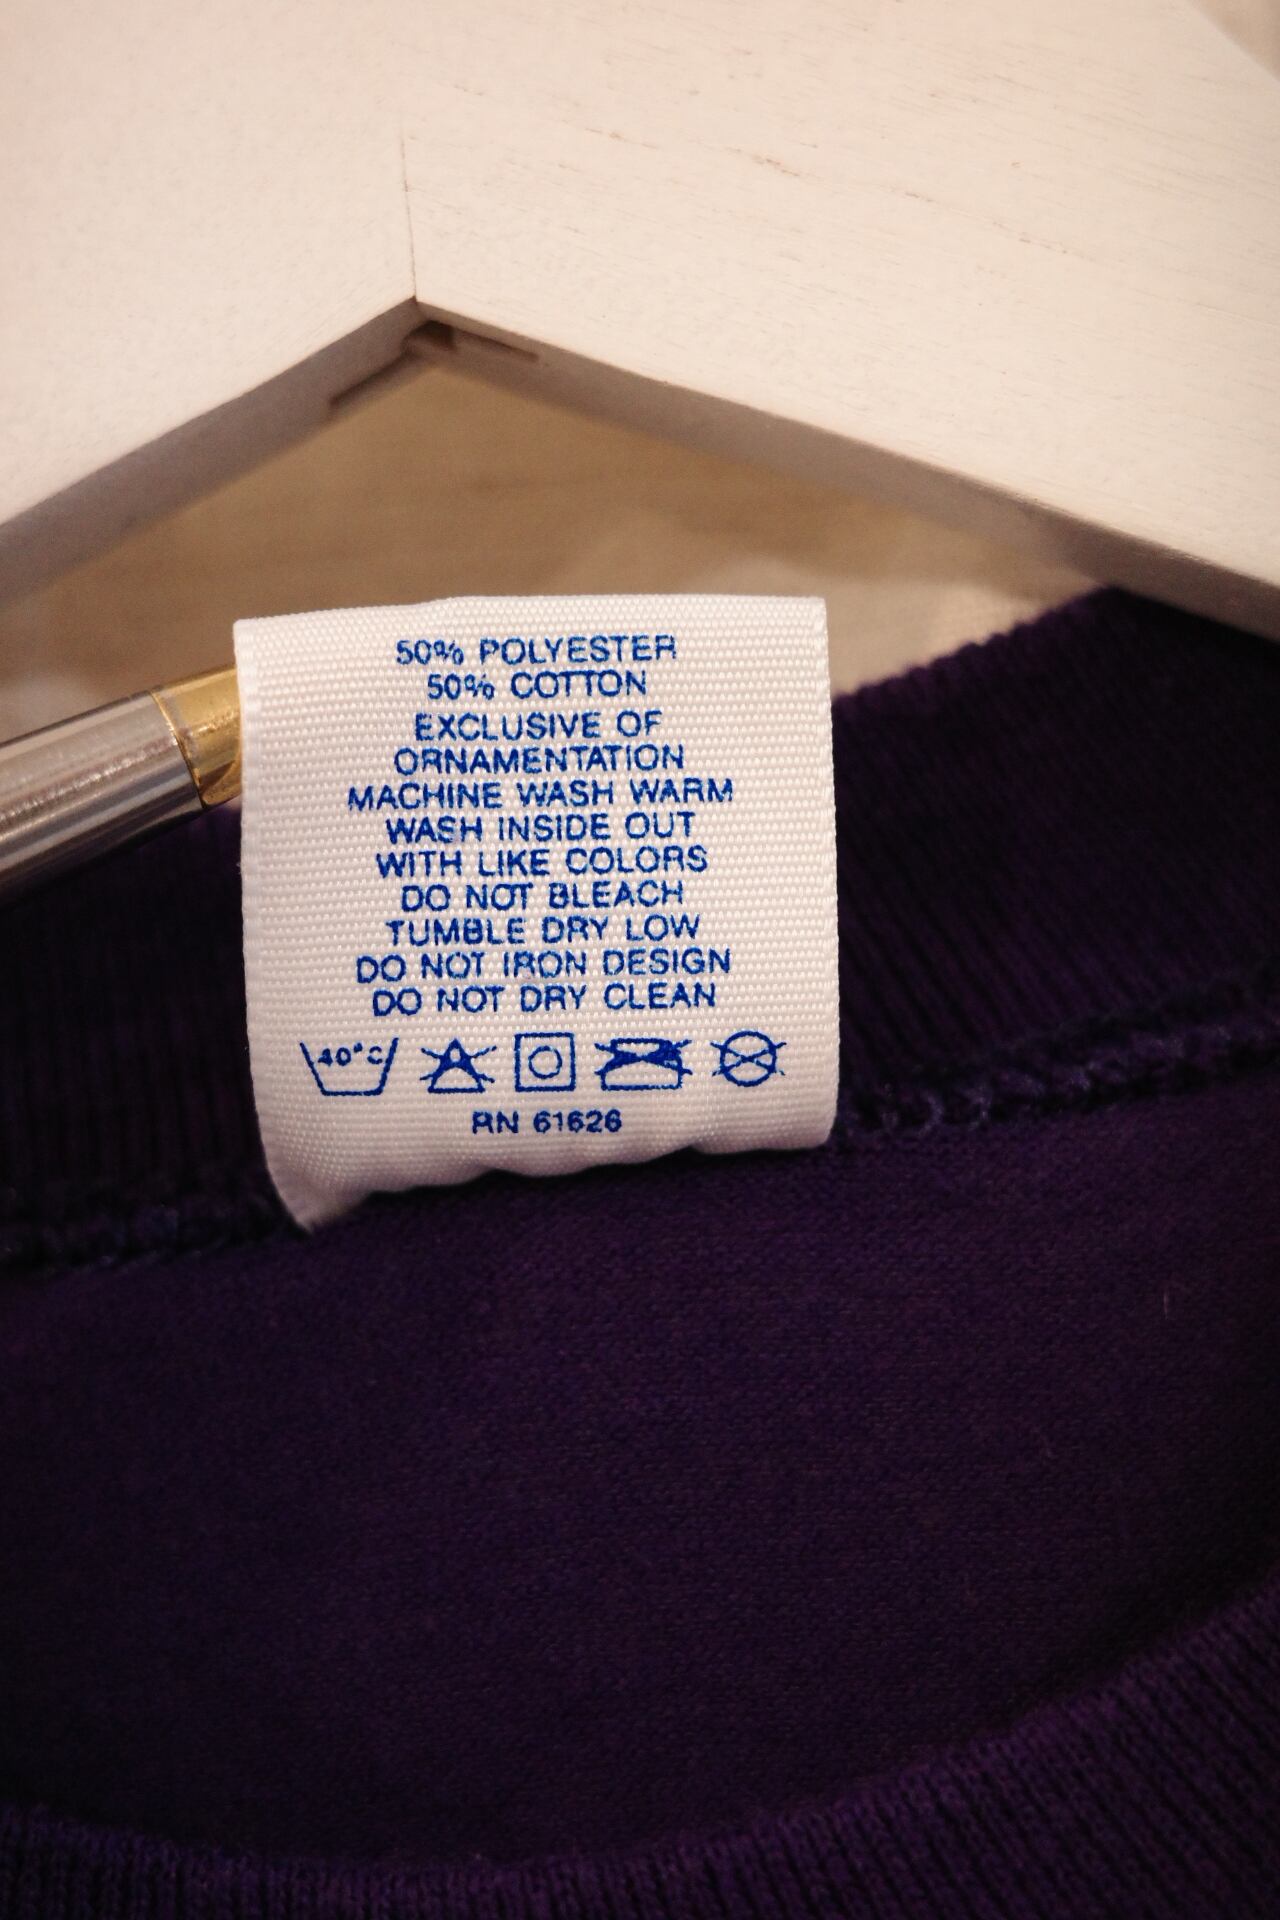 50% POLYESTER
50% COTTON
EXCLUSIVE OF
ORNAMENTATION
MACHINE WASH WARM
WASH INSIDE OUT
WITH LIKE COLORS
DO NOT BLEACH
TUMBLE DRY LOW
DO NOT IRON DESIGN
DO NOT DRY CLEAN
40°C
RN 61626